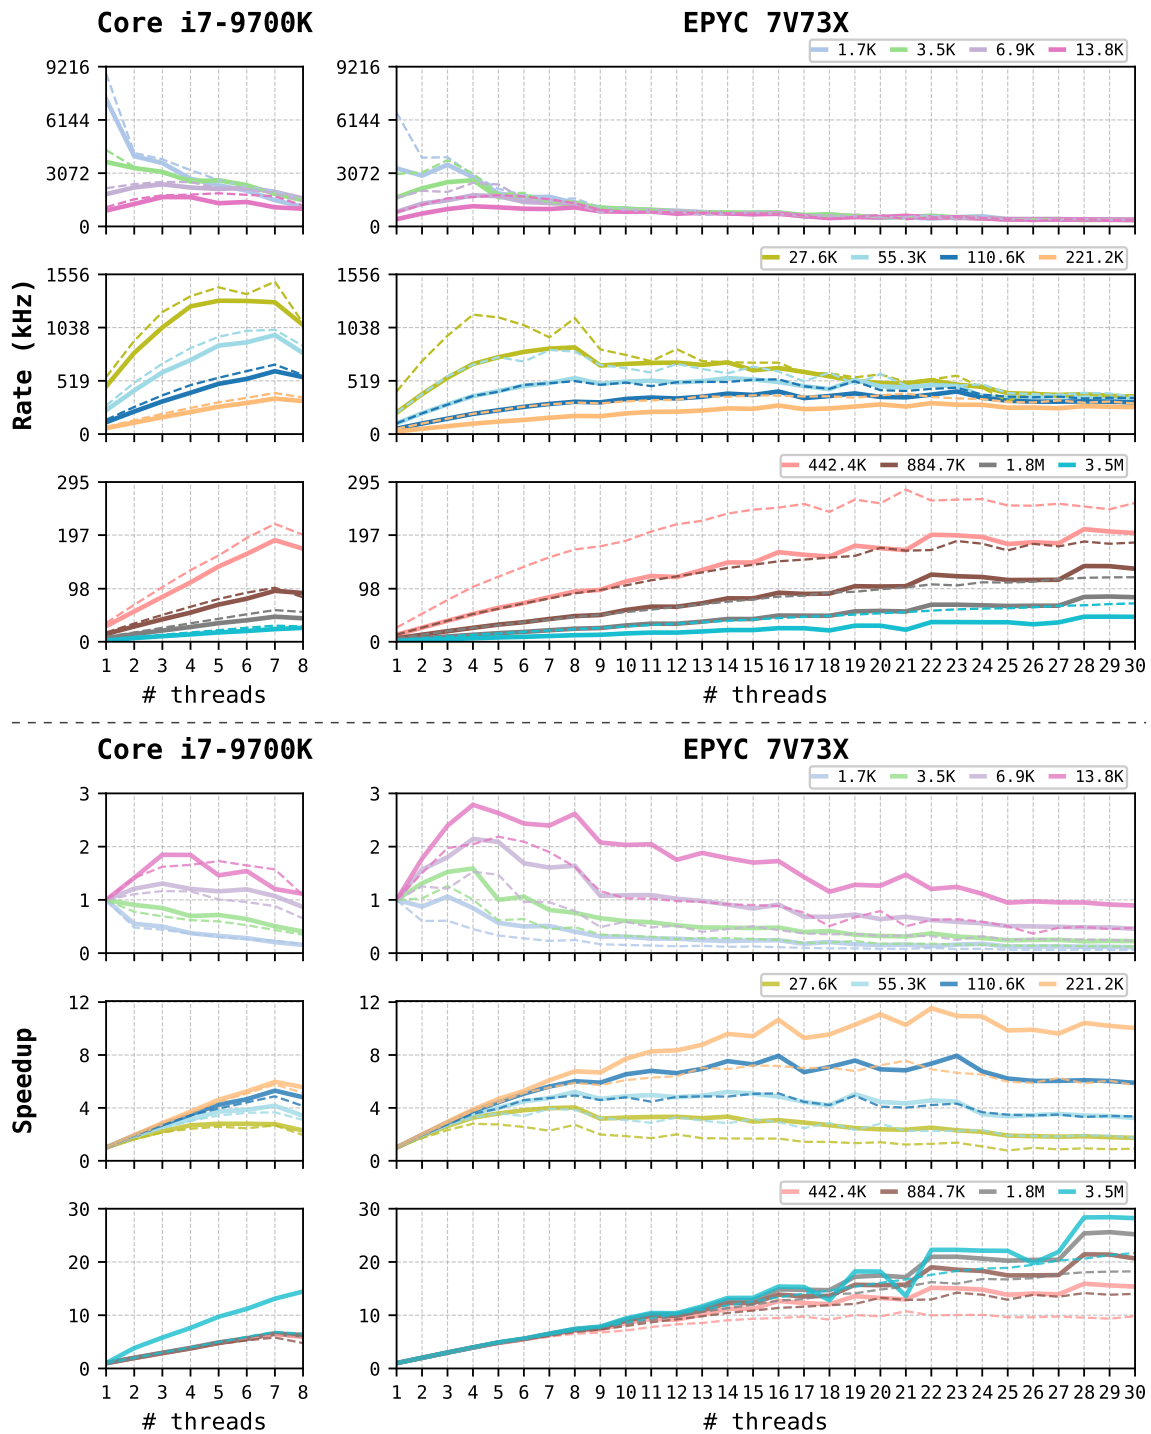 Core i7-9700K EPYC 7V73X
1.7K 3.5K 6.9K 13.8K
9216 9216
6144 6144
3072 3072
0 0
27.6K 55.3K 110.6K 221.2K
1556 1556
1038 1038
519 519
0 0
Rate (kHz)
442.4K 884.7K 1.8M 3.5M
295 295
197 197
98 98
0 0
1 2 3 4 5 6 7 8 1 2 3 4 5 6 7 8 9 10 11 12 13 14 15 16 17 18 19 20 21 22 23 24 25 26 27 28 29 30
# threads # threads
Core i7-9700K EPYC 7V73X
1.7K 3.5K 6.9K 13.8K
3 3
2 2
1 1
0 0
27.6K 55.3K 110.6K 221.2K
12 12
8 8
4 4
0 0
Speedup
442.4K 884.7K 1.8M 3.5M
30 30
20 20
10 10
0 0
1 2 3 4 5 6 7 8 1 2 3 4 5 6 7 8 9 10 11 12 13 14 15 16 17 18 19 20 21 22 23 24 25 26 27 28 29 30
# threads # threads